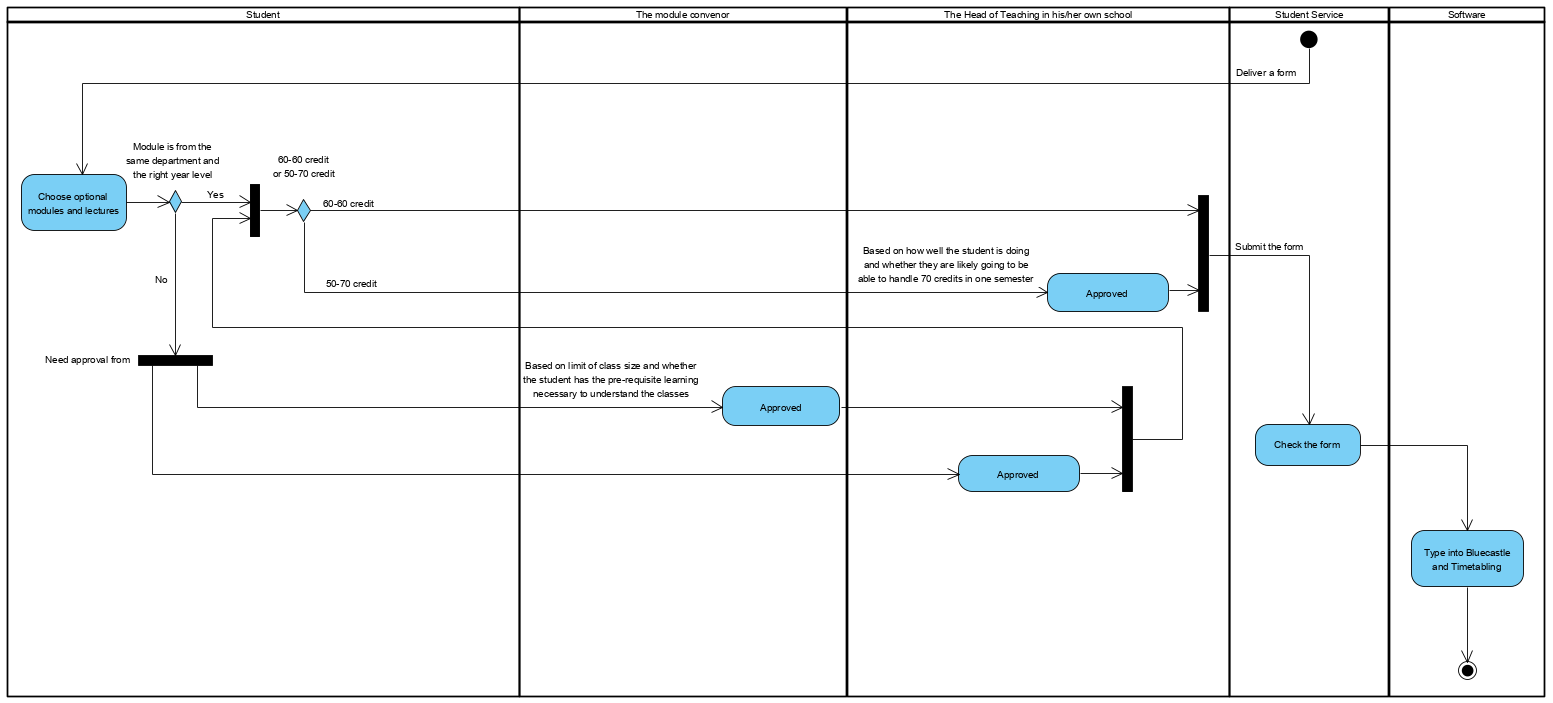 Student
The module convenor
The Head of Teaching in his/her own school
Student Service
Software
Deliver a form
Module is from the
same department and
the right year level
60-60 credit
or 50-70 credit
Choose optional
modules and lectures
Yes
60-60 credit
Submit the form
Based on how well the student is doing
and whether they are likely going to be
able to handle 70 credits in one semester
No
50-70 credit
Approved
Need approval from
Based on limit of class size and whether
the student has the pre-requisite learning
necessary to understand the classes
Approved
Check the form
Approved
Type into Bluecastle
and Timetabling